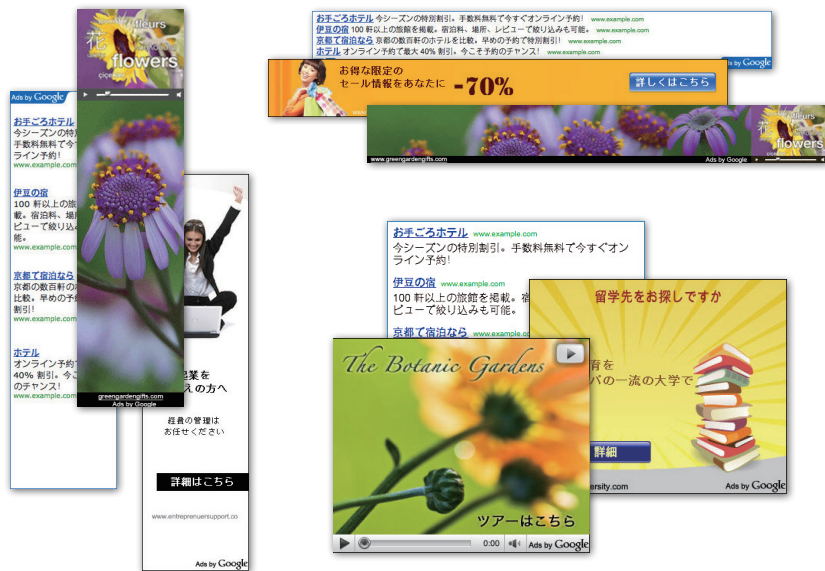 fleurs
花
flowers
çiçekler
Ads by Google
お手ごろホテル
今シーズンの特別
手数料無料で今す
ライン予約！
www.example.com
伊豆の宿
100 軒以上の旅館
載。宿泊料、場所
ビューで絞り込み
能。
www.example.com
京都で宿泊なら
京都の数百軒の
比較。早めの予約
割引！
www.example.com
ホテル
オンライン予約
40% 割引。今こ
のチャンス！
www.example.com
greengardengifts.com
Ads by Google
業を
えの方へ
経費の管理は
お任せください
詳細はこちら
www.entreprenuersupport.co
Ads by Google
お手ごろホテル 今シーズンの特別割引。手数料無料で今すぐオンライン予約！ www.example.com
伊豆の宿 100 軒以上の旅館を掲載。宿泊料、場所、レビューで絞り込みも可能。 www.example.com
京都で宿泊なら 京都の数百軒のホテルを比較。早めの予約で特別割引！ www.example.com
ホテル オンライン予約で最大 40% 割引。今こそ予約のチャンス！ www.example.com
Ads by Google
お得な限定の
セール情報をあなたに -70%
詳しくはこちら
花
fleurs
flowers
www.greengardengifts.com
Ads by Google
お手ごろホテル www.example.com
今シーズンの特別割引。手数料無料で今すぐオン
ライン予約！
伊豆の宿 www.example.com
100 軒以上の旅館を掲載。宿
ビューで絞り込みも可能。
京都で宿泊なら www.example.co
留学先をお探しですか
育を
パの一流の大学で
詳細
ersity.com
Ads by Google
The Botanic Gardens
ツアーはこちら
0:00
Ads by Google